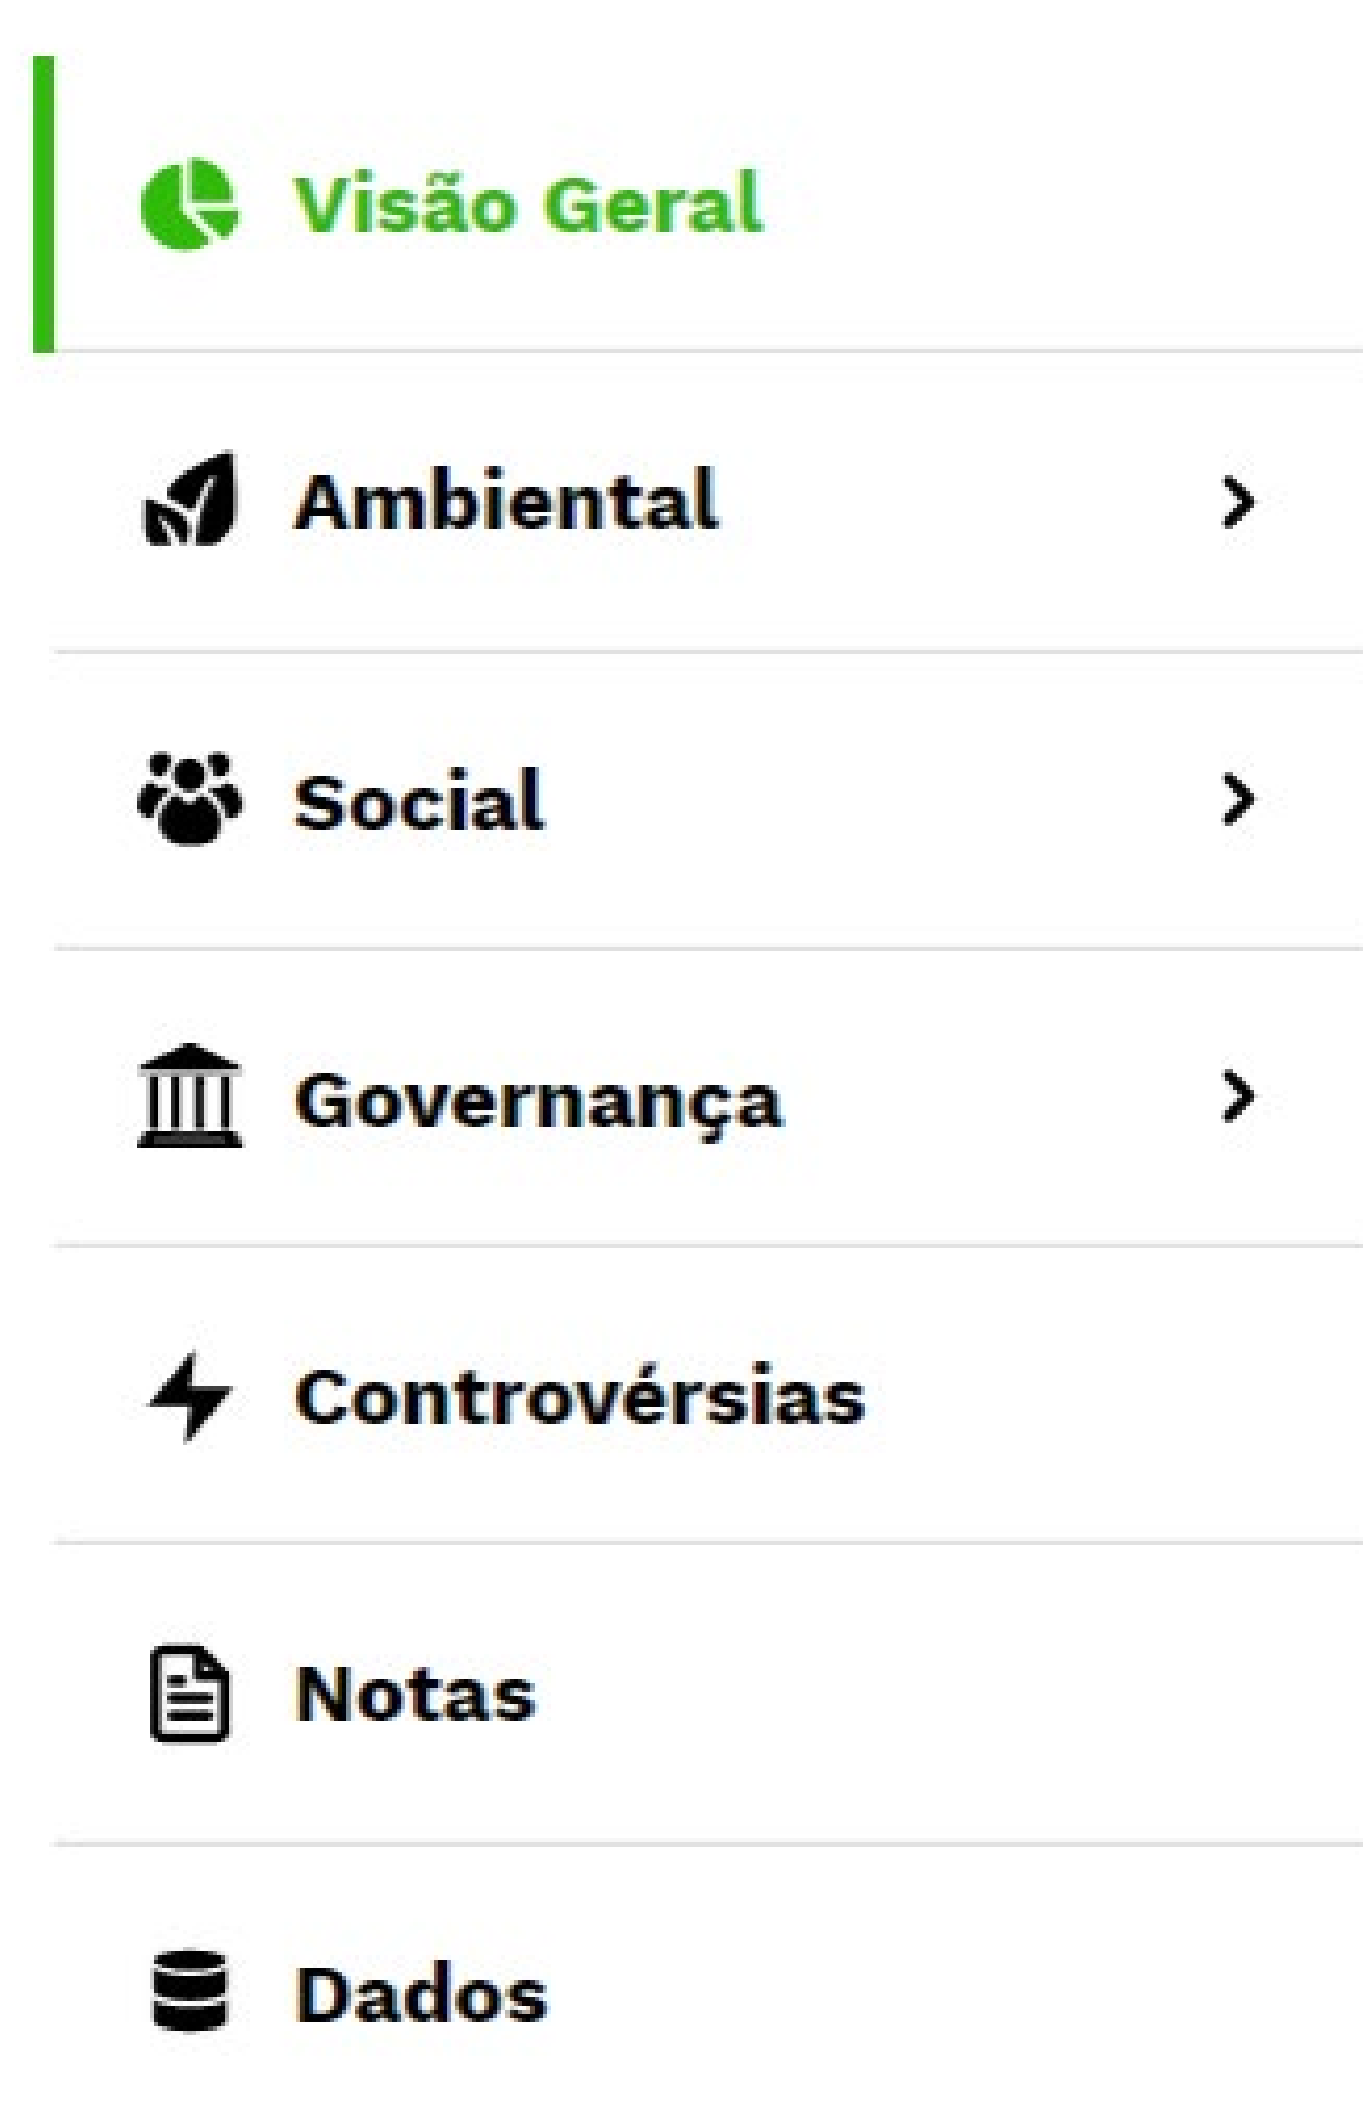 Visão Geral
Ambiental
Social
Governança
Controvérsias
Notas
Dados